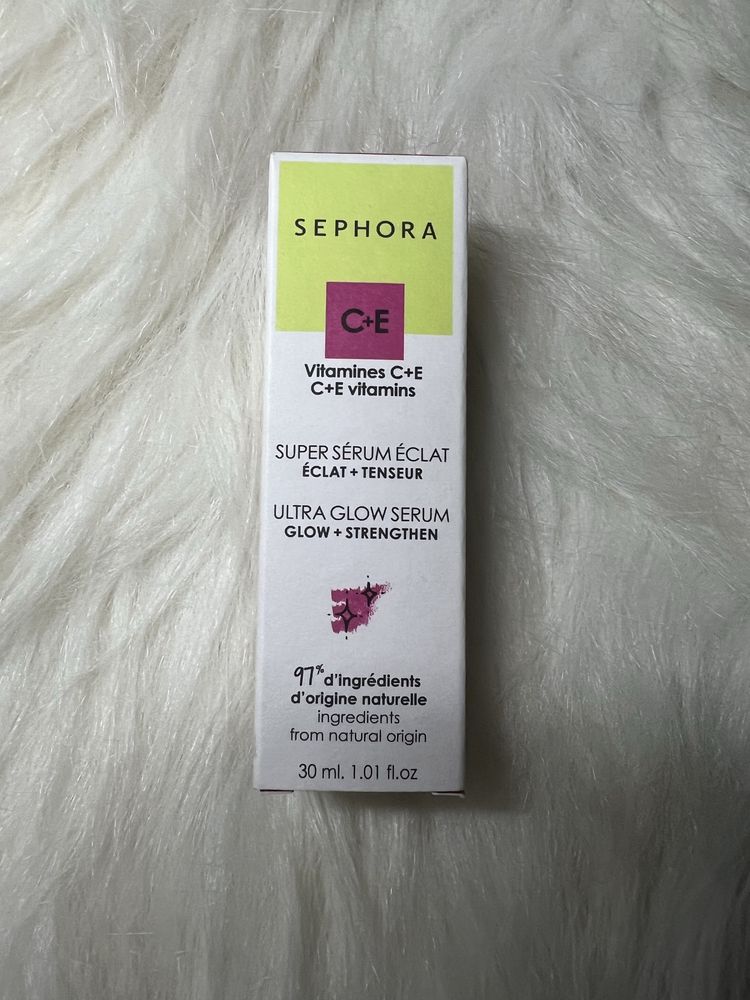 SEPHORA
C+E
Vitamines C+E
C+E vitamins
SUPER SÉRUM ÉCLAT
ÉCLAT + TENSEUR
ULTRA GLOW SERUM
GLOW + STRENGTHEN
97% d'ingrédients
d'origine naturelle
ingredients
from natural origin
30 ml. 1.01 fl.oz